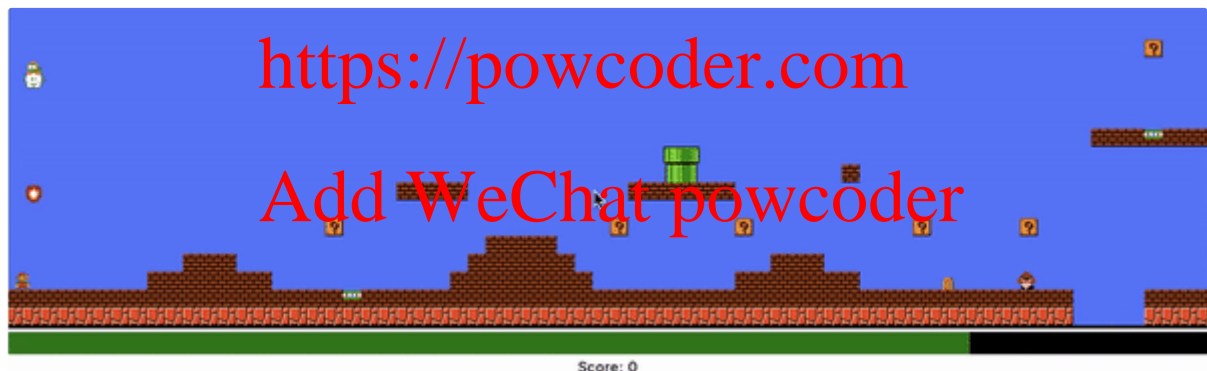 https://powcoder.com
?
Add WeChat powcoder
? ? ? ? ?
Score: 0